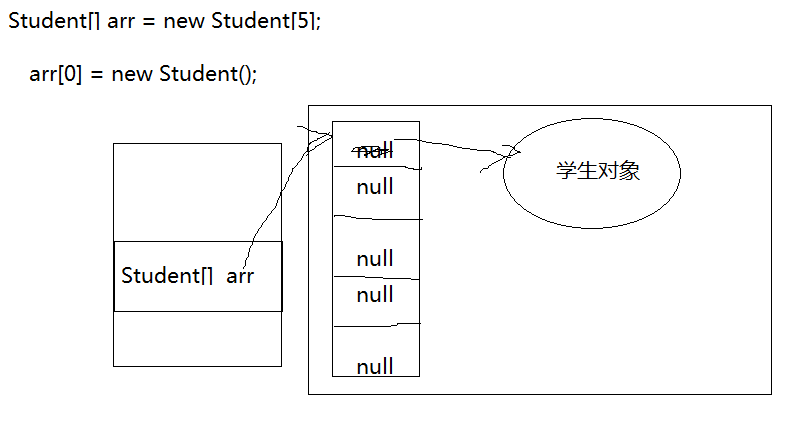 Student[] arr = new Student[5];
arr[0] = new Student();
null
null
null
null
null
Student[] arr
学生对象